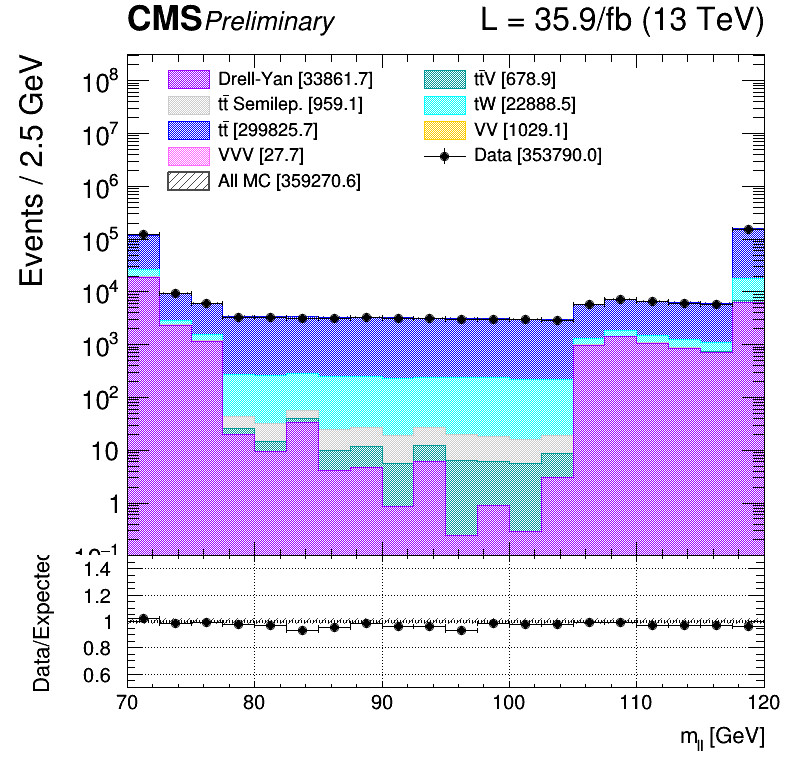 CMS Preliminary L = 35.9/fb (13 TeV)
Events / 2.5 GeV
Drell-Yan [33861.7]
tt̄ Semilep. [959.1]
tt̄ [299825.7]
VVV [27.7]
All MC [359270.6]
tt̄V [678.9]
tW [22888.5]
VV [1029.1]
Data [353790.0]
10⁸
10⁷
10⁶
10⁵
10⁴
10³
10²
10
1
10⁻¹
Data/Expected
1.4
1.2
1
0.8
0.6
70 80 90 100 110 120
m_ll [GeV]